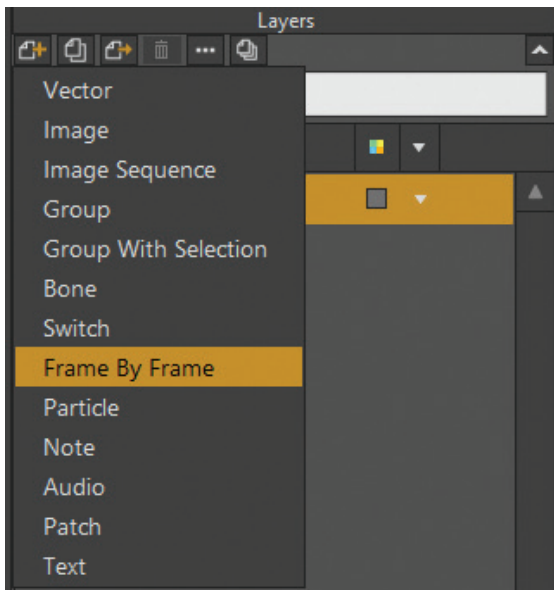 Layers
Vector
Image
Image Sequence
Group
Group With Selection
Bone
Switch
Frame By Frame
Particle
Note
Audio
Patch
Text